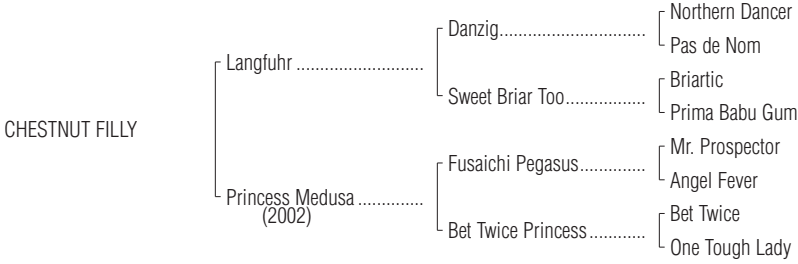 Northern Dancer
Danzig..............................
Pas de Nom
Langfuhr ..........................
Briartic
Sweet Briar Too.................
Prima Babu Gum
CHESTNUT FILLY
Mr. Prospector
Fusaichi Pegasus..............
Angel Fever
Princess Medusa ..............
(2002)
Bet Twice
Bet Twice Princess............
One Tough Lady